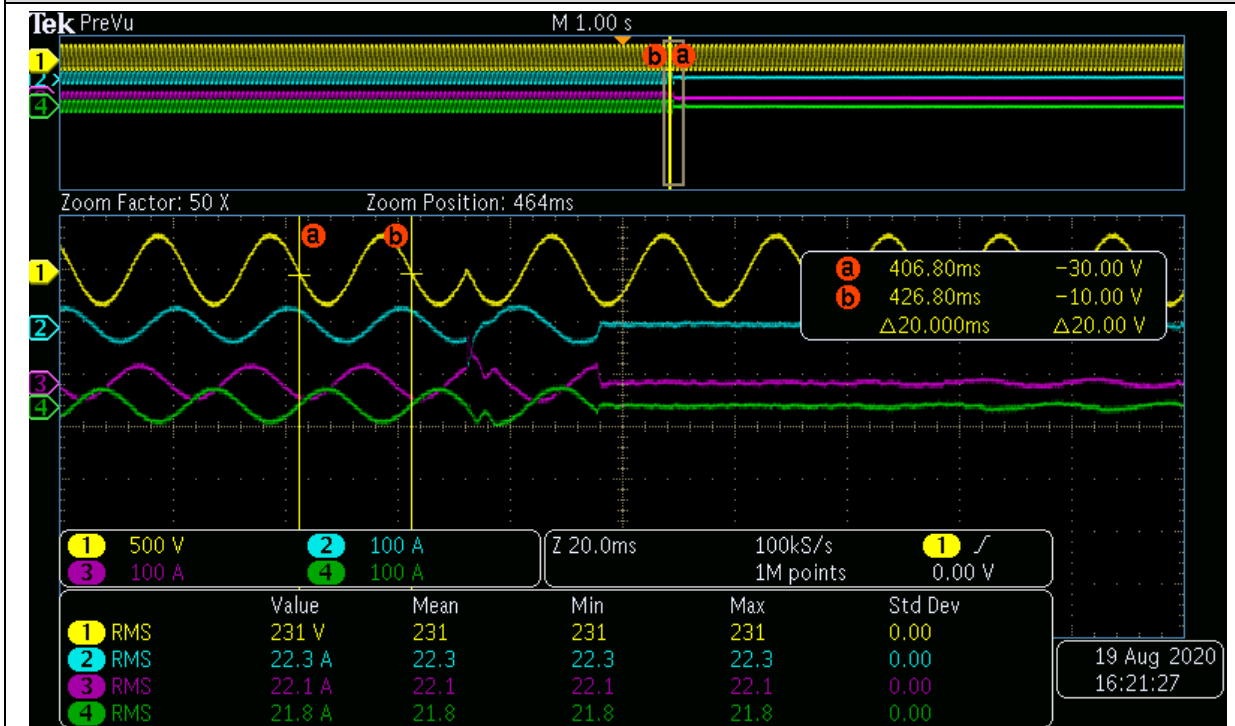 Tek PreVu M 1.00 s
1 b a
2
4
Zoom Factor: 50 X Zoom Position: 464ms
a b
1
a 406.80ms −30.00 V
b 426.80ms −10.00 V
△20.000ms △20.00 V
2
3
4
1 500 V 2 100 A Z 20.0ms 100kS/s 1
3 100 A 4 100 A 1M points 0.00 V
Value Mean Min Max Std Dev
1 RMS 231 V 231 231 231 0.00
2 RMS 22.3 A 22.3 22.3 22.3 0.00
3 RMS 22.1 A 22.1 22.1 22.1 0.00
4 RMS 21.8 A 21.8 21.8 21.8 0.00
19 Aug 2020
16:21:27